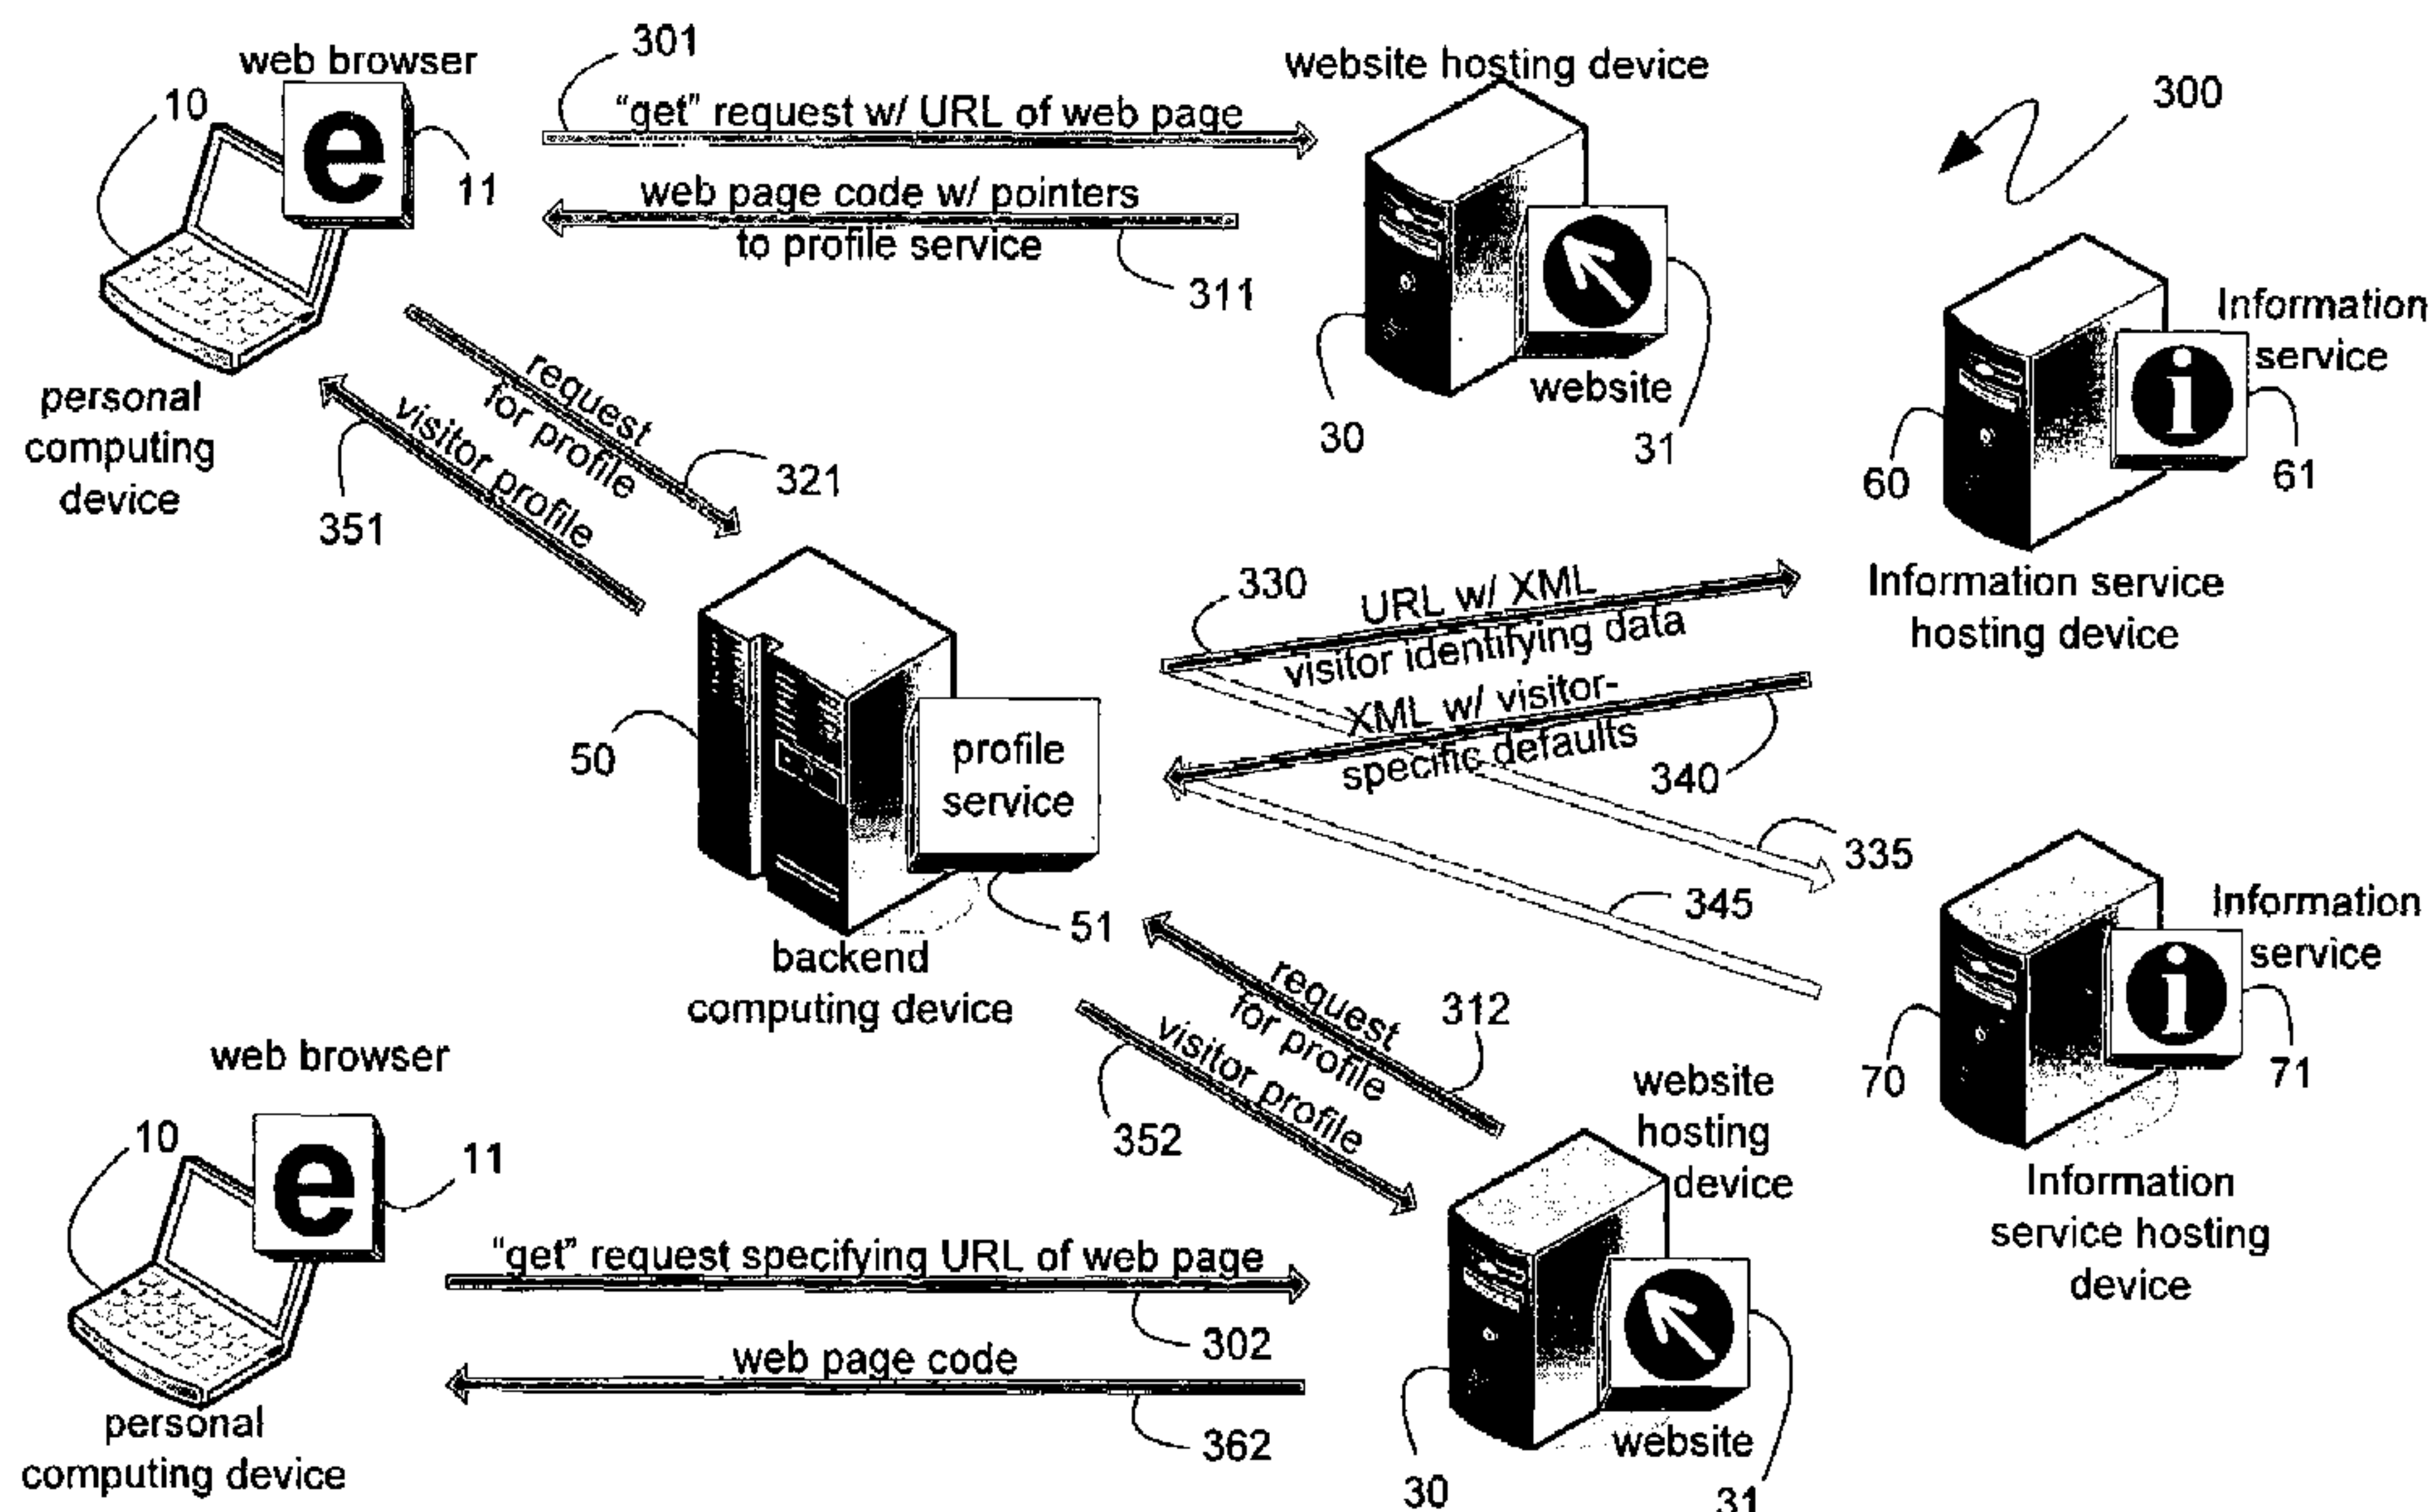 web browser
301
website hosting device
10
"get" request w/ URL of web page
300
e
11
web page code w/ pointers
to profile service
311
Information
service
i
30
website
31
personal
computing
device
request
for profile
321
visitor profile
351
60
61
Information service
hosting device
330
URL w/ XML
visitor identifying data
XML w/ visitor-
specific defaults
340
50
profile
service
51
335
345
Information
service
i
backend
computing device
70
71
request
for profile
312
visitor profile
352
website
hosting
device
Information
service hosting
device
web browser
10
e
11
"get" request specifying URL of web page
302
web page code
362
personal
computing device
30
website
31